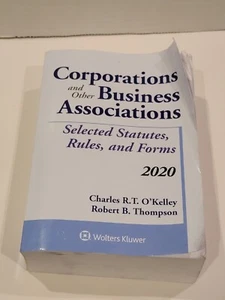 Corporations
and Other Business
Associations
Selected Statutes,
Rules, and Forms
2020
Charles R.T. O'Kelley
Robert B. Thompson
Wolters Kluwer